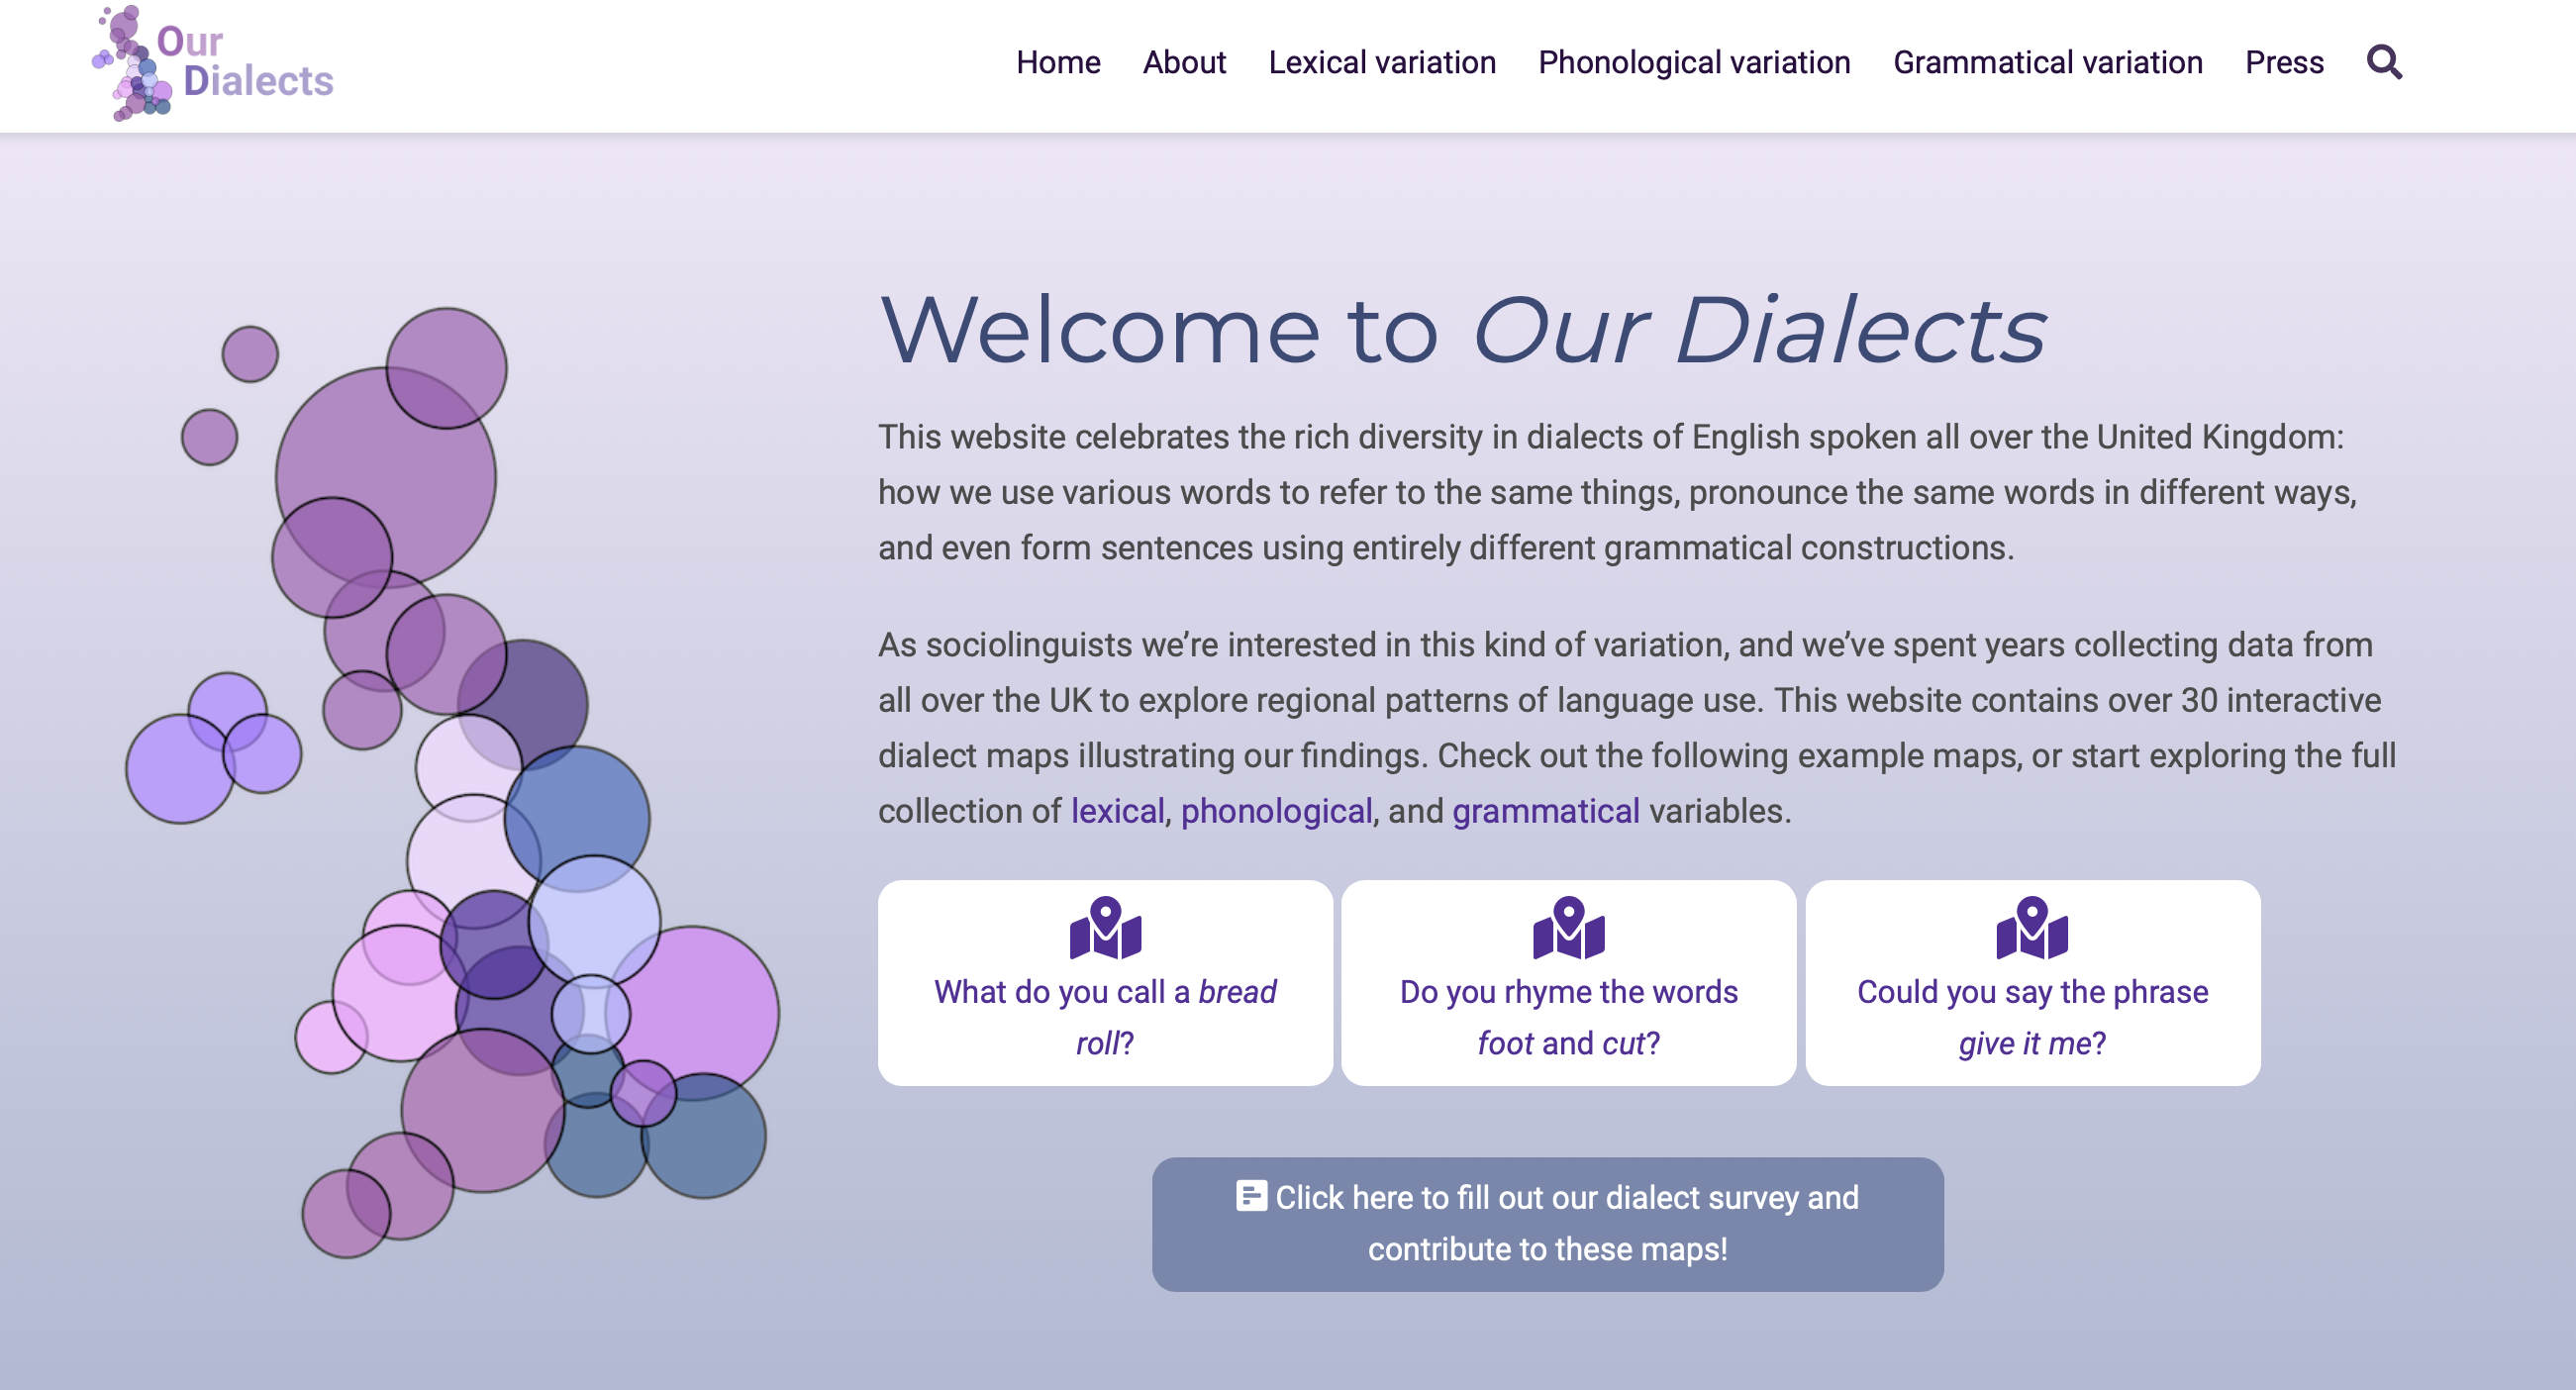 Our
Dialects
Home About Lexical variation Phonological variation Grammatical variation Press
Welcome to Our Dialects
This website celebrates the rich diversity in dialects of English spoken all over the United Kingdom:
how we use various words to refer to the same things, pronounce the same words in different ways,
and even form sentences using entirely different grammatical constructions.
As sociolinguists we’re interested in this kind of variation, and we’ve spent years collecting data from
all over the UK to explore regional patterns of language use. This website contains over 30 interactive
dialect maps illustrating our findings. Check out the following example maps, or start exploring the full
collection of lexical, phonological, and grammatical variables.
What do you call a bread
roll?
Do you rhyme the words
foot and cut?
Could you say the phrase
give it me?
Click here to fill out our dialect survey and
contribute to these maps!